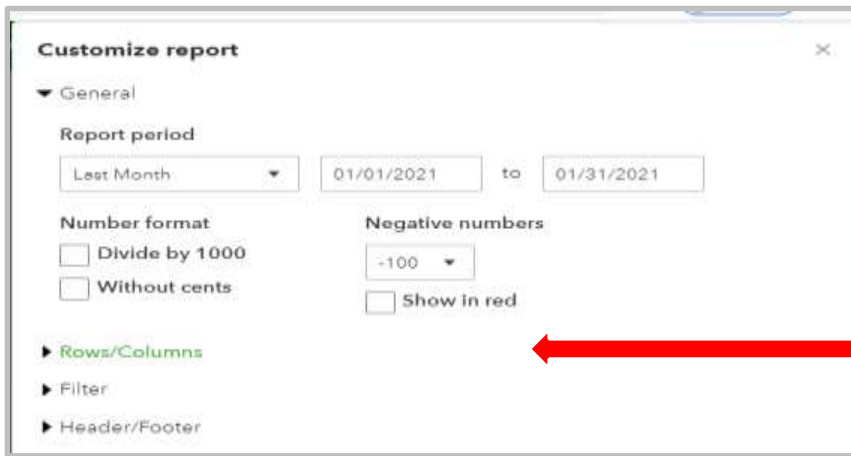 Customize report
General
Report period
Last Month 01/01/2021 to 01/31/2021
Number format Negative numbers
Divide by 1000 -100
Without cents Show in red
Rows/Columns
Filter
Header/Footer